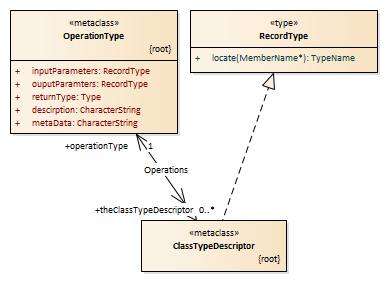 «metaclass»
OperationType
{root}
+ inputParameters: RecordType
+ ouputParamters: RecordType
+ returnType: Type
+ descirption: CharacterString
+ metaData: CharacterString
«type»
RecordType
+ locate(MemberName*): TypeName
+operationType 1
Operations
+theClassTypeDescriptor 0..*
«metaclass»
ClassTypeDescriptor
{root}